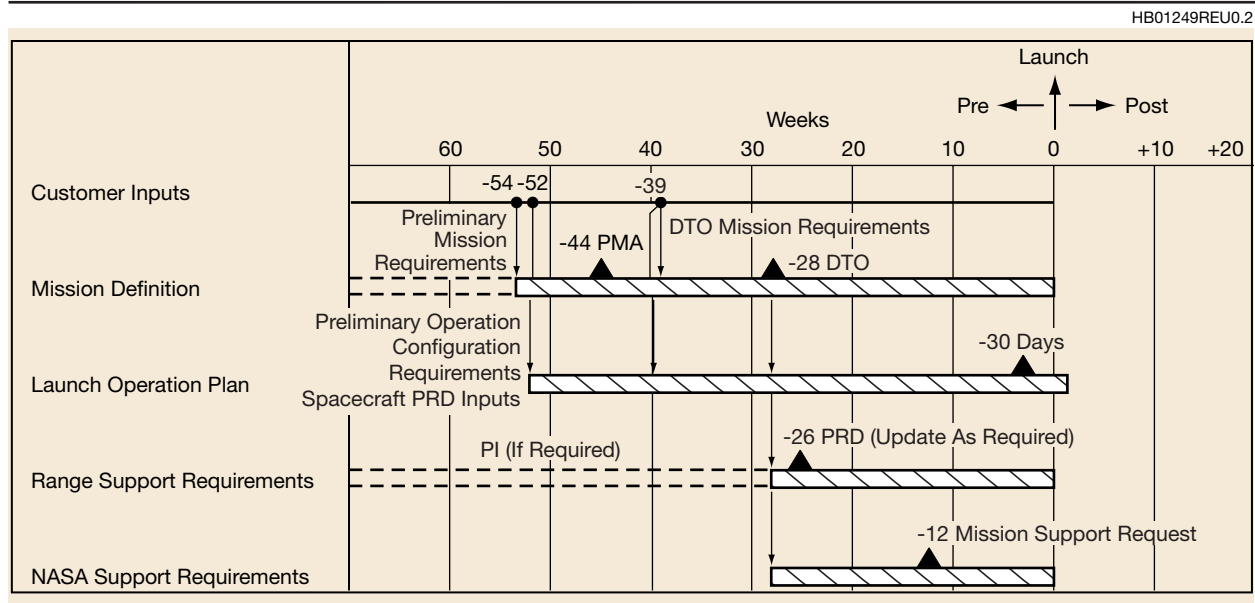 HB01249REU0.2
Launch
Pre
Post
Weeks
60 50 40 30 20 10 0 +10 +20
Customer Inputs
-54 -52 -39
Preliminary
Mission
Requirements
-44 PMA
DTO Mission Requirements
-28 DTO
Mission Definition
Preliminary Operation
Configuration
Requirements
Spacecraft PRD Inputs
-30 Days
Launch Operation Plan
PI (If Required)
-26 PRD (Update As Required)
Range Support Requirements
-12 Mission Support Request
NASA Support Requirements